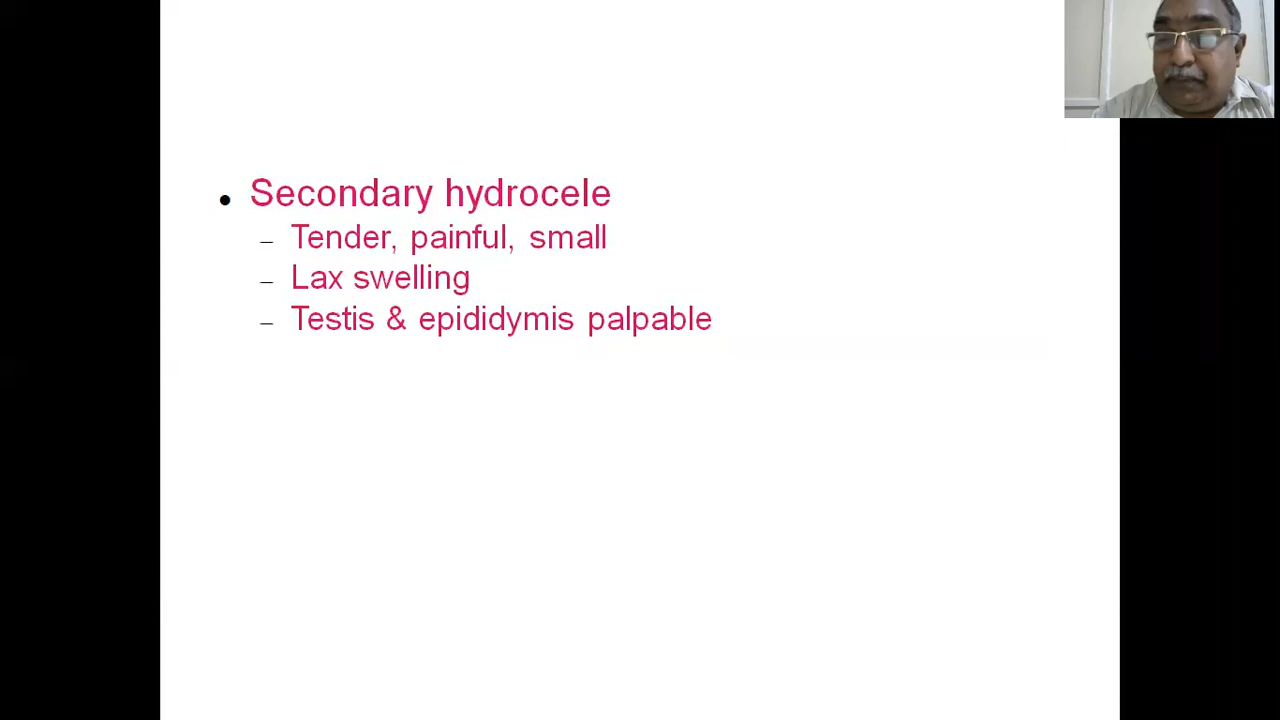 • Secondary hydrocele
– Tender, painful, small
– Lax swelling
– Testis & epididymis palpable